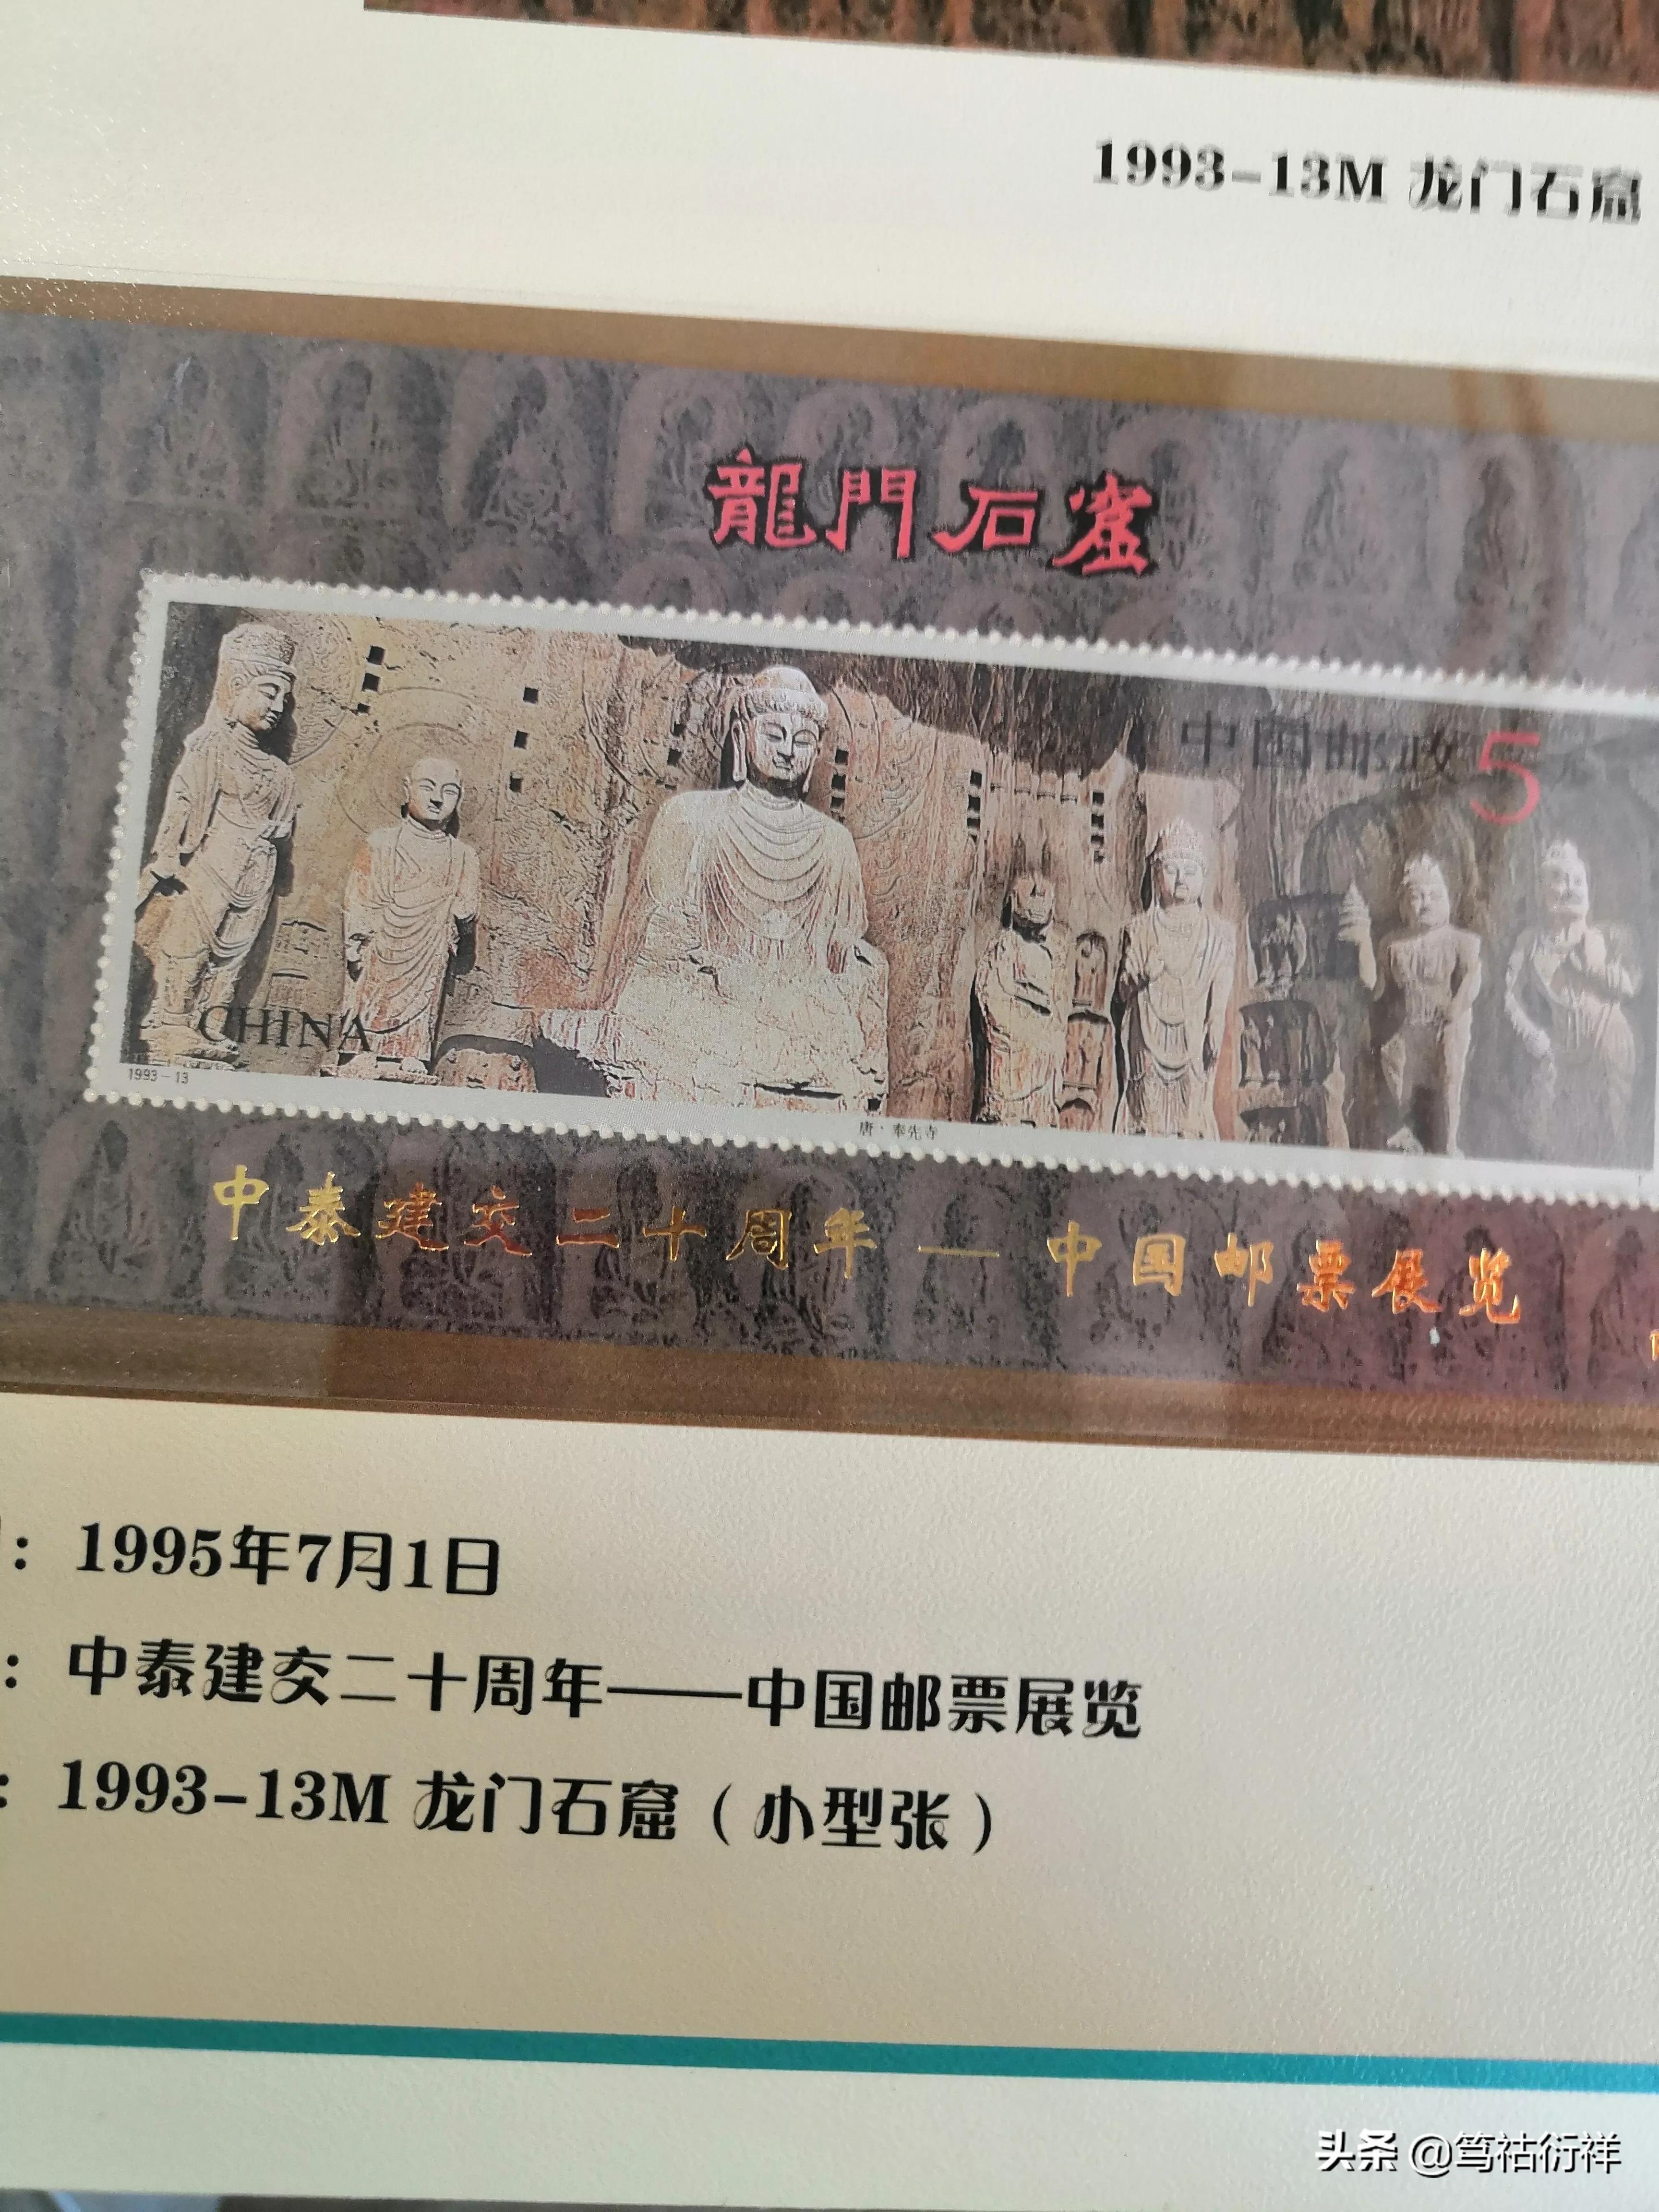 1993-13M 龙门石窟
龍門石窟
中国邮政 5
CHINA
1993-13
唐·奉先寺
中泰建交二十周年—中国邮票展览
：1995年7月1日
：中泰建交二十周年——中国邮票展览
：1993-13M 龙门石窟（小型张）
头条 @笃祜衍祥